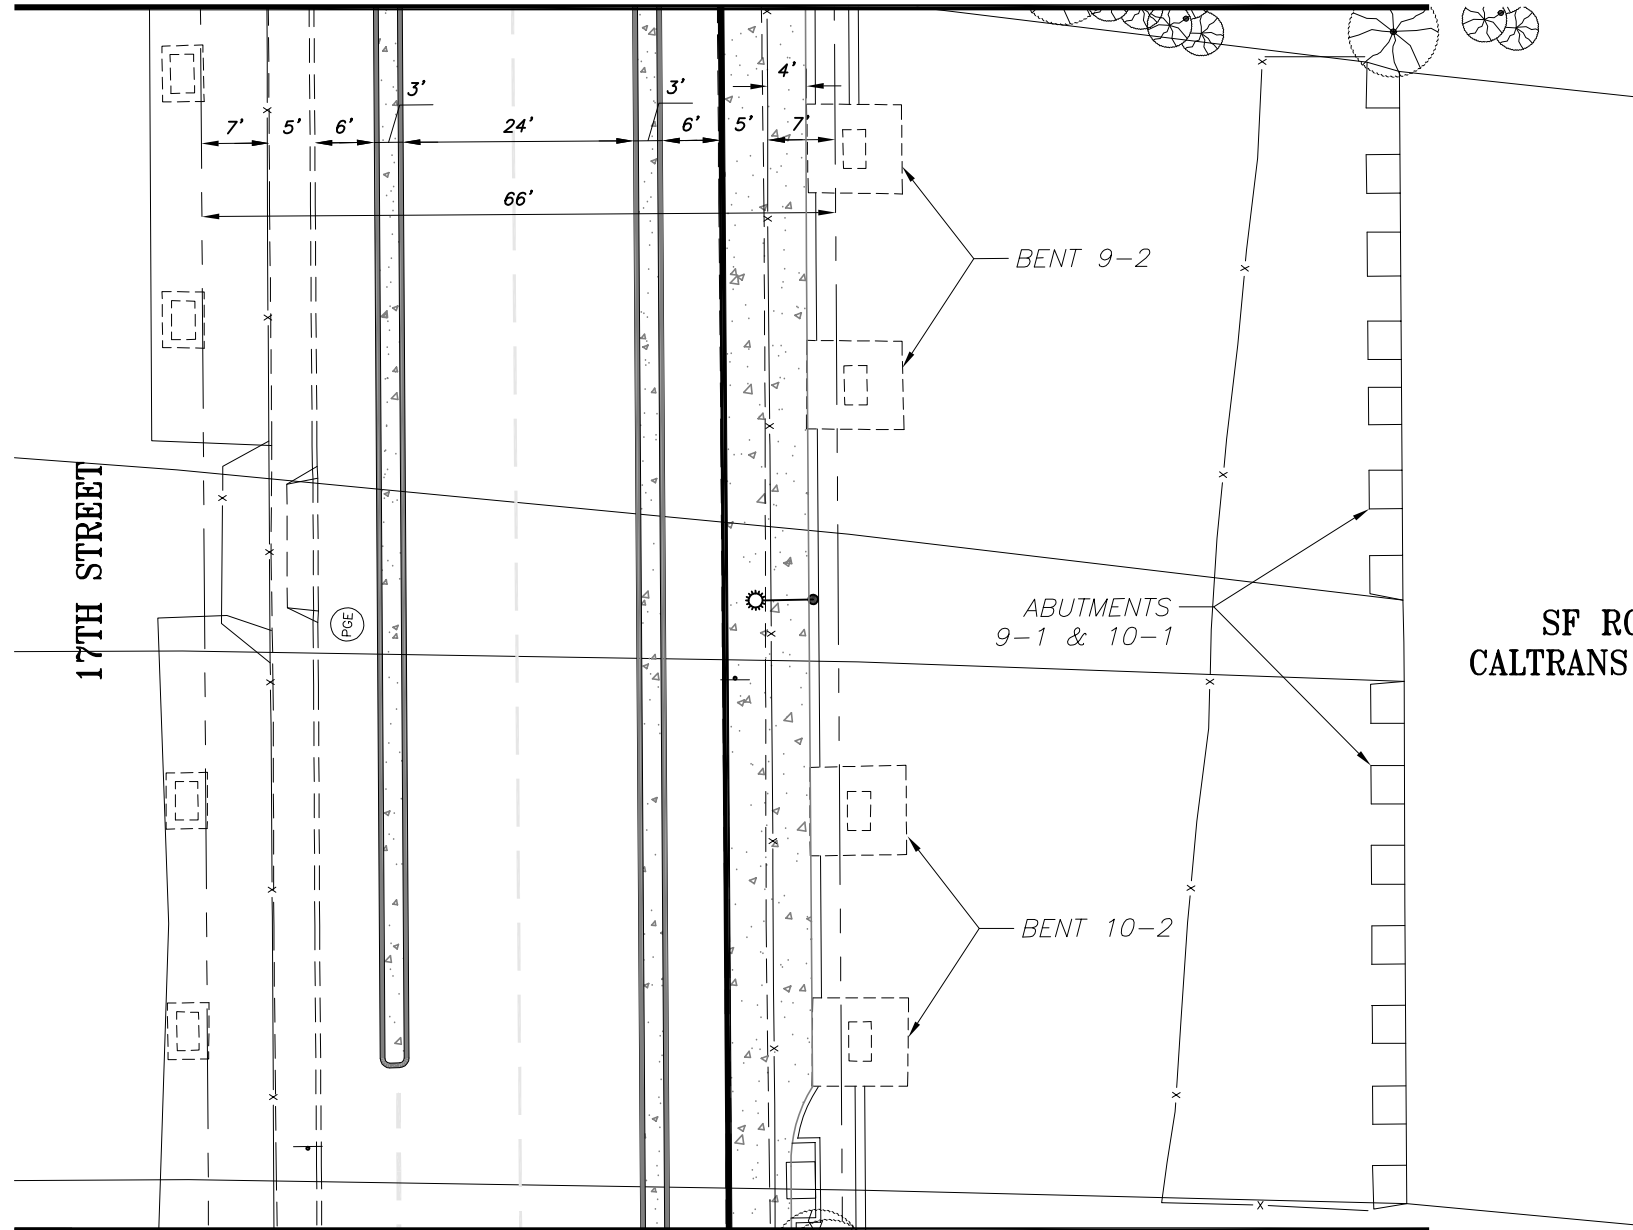 3'
3'
4'
7'
5'
6'
24'
6'
5'
7'
66'
BENT 9-2
17TH STREET
PGE
ABUTMENTS
9-1 & 10-1
SF RO
CALTRANS
BENT 10-2